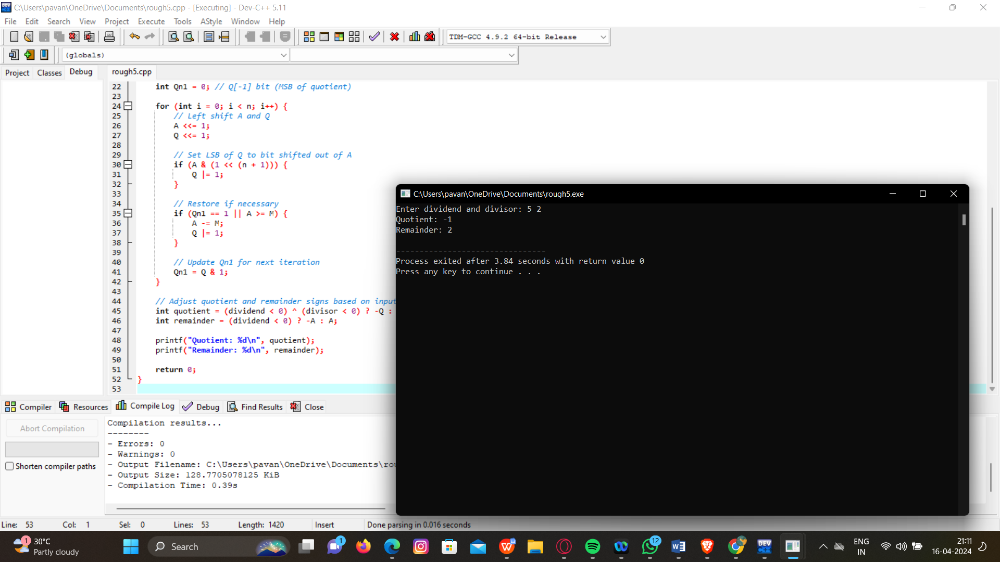 C:\Users\pavan\OneDrive\Documents\rough5.cpp - [Executing] - Dev-C++ 5.11
File Edit Search View Project Execute Tools AStyle Window Help
TDM-GCC 4.9.2 64-bit Release
(globals)
Project Classes Debug rough5.cpp
22 int Qn1 = 0; // Q[-1] bit (MSB of quotient)
23
24 for (int i = 0; i < n; i++) {
25 // Left shift A and Q
26 A <<= 1;
27 Q <<= 1;
28
29 // Set LSB of Q to bit shifted out of A
30 if (A & (1 << (n + 1))) {
31 Q |= 1;
32 }
33
34 // Restore if necessary
35 if (Qn1 == 1 || A >= M) {
36 A -= M;
37 Q |= 1;
38 }
39
40 // Update Qn1 for next iteration
41 Qn1 = Q & 1;
42 }
43
44 // Adjust quotient and remainder signs based on input
45 int quotient = (dividend < 0) ^ (divisor < 0) ? -Q :
46 int remainder = (dividend < 0) ? -A : A;
47
48 printf("Quotient: %d\n", quotient);
49 printf("Remainder: %d\n", remainder);
50
51 return 0;
52 }
53
C:\Users\pavan\OneDrive\Documents\rough5.exe
Enter dividend and divisor: 5 2
Quotient: -1
Remainder: 2
--------------------------------
Process exited after 3.84 seconds with return value 0
Press any key to continue . . .
Compiler Resources Compile Log Debug Find Results Close
Abort Compilation
Shorten compiler paths
Compilation results...
--------
- Errors: 0
- Warnings: 0
- Output Filename: C:\Users\pavan\OneDrive\Documents\rou
- Output Size: 128.7705078125 KiB
- Compilation Time: 0.39s
Line: 53 Col: 1 Sel: 0 Lines: 53 Length: 1420 Insert Done parsing in 0.016 seconds
1
30°C
Partly cloudy
Search
1
12
DEV
ENG
IN
21:11
16-04-2024